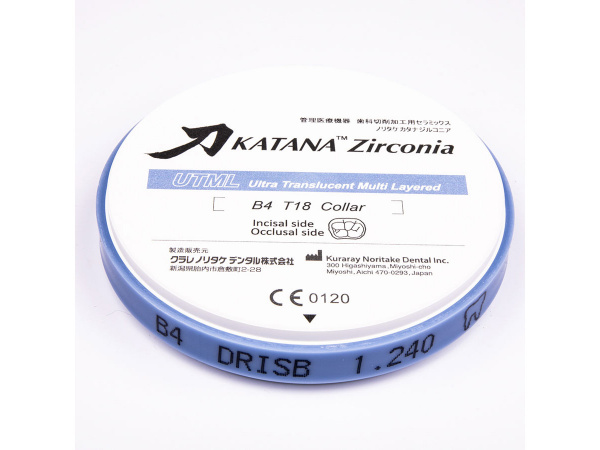 管理医療機器 歯科切削加工用セラミックス
ノリタケ カタナジルコニア
刀 KATANA™ Zirconia
UTML Ultra Translucent Multi Layered
B4 T18 Collar
Incisal side
Occlusal side
製造販売元
クラレノリタケデンタル株式会社
新潟県胎内市倉敷町2-28
Kuraray Noritake Dental Inc.
300 Higashiyama, Miyoshi-cho
Miyoshi, Aichi 470-0293, Japan
CE 0120
B4 DRISB 1.240